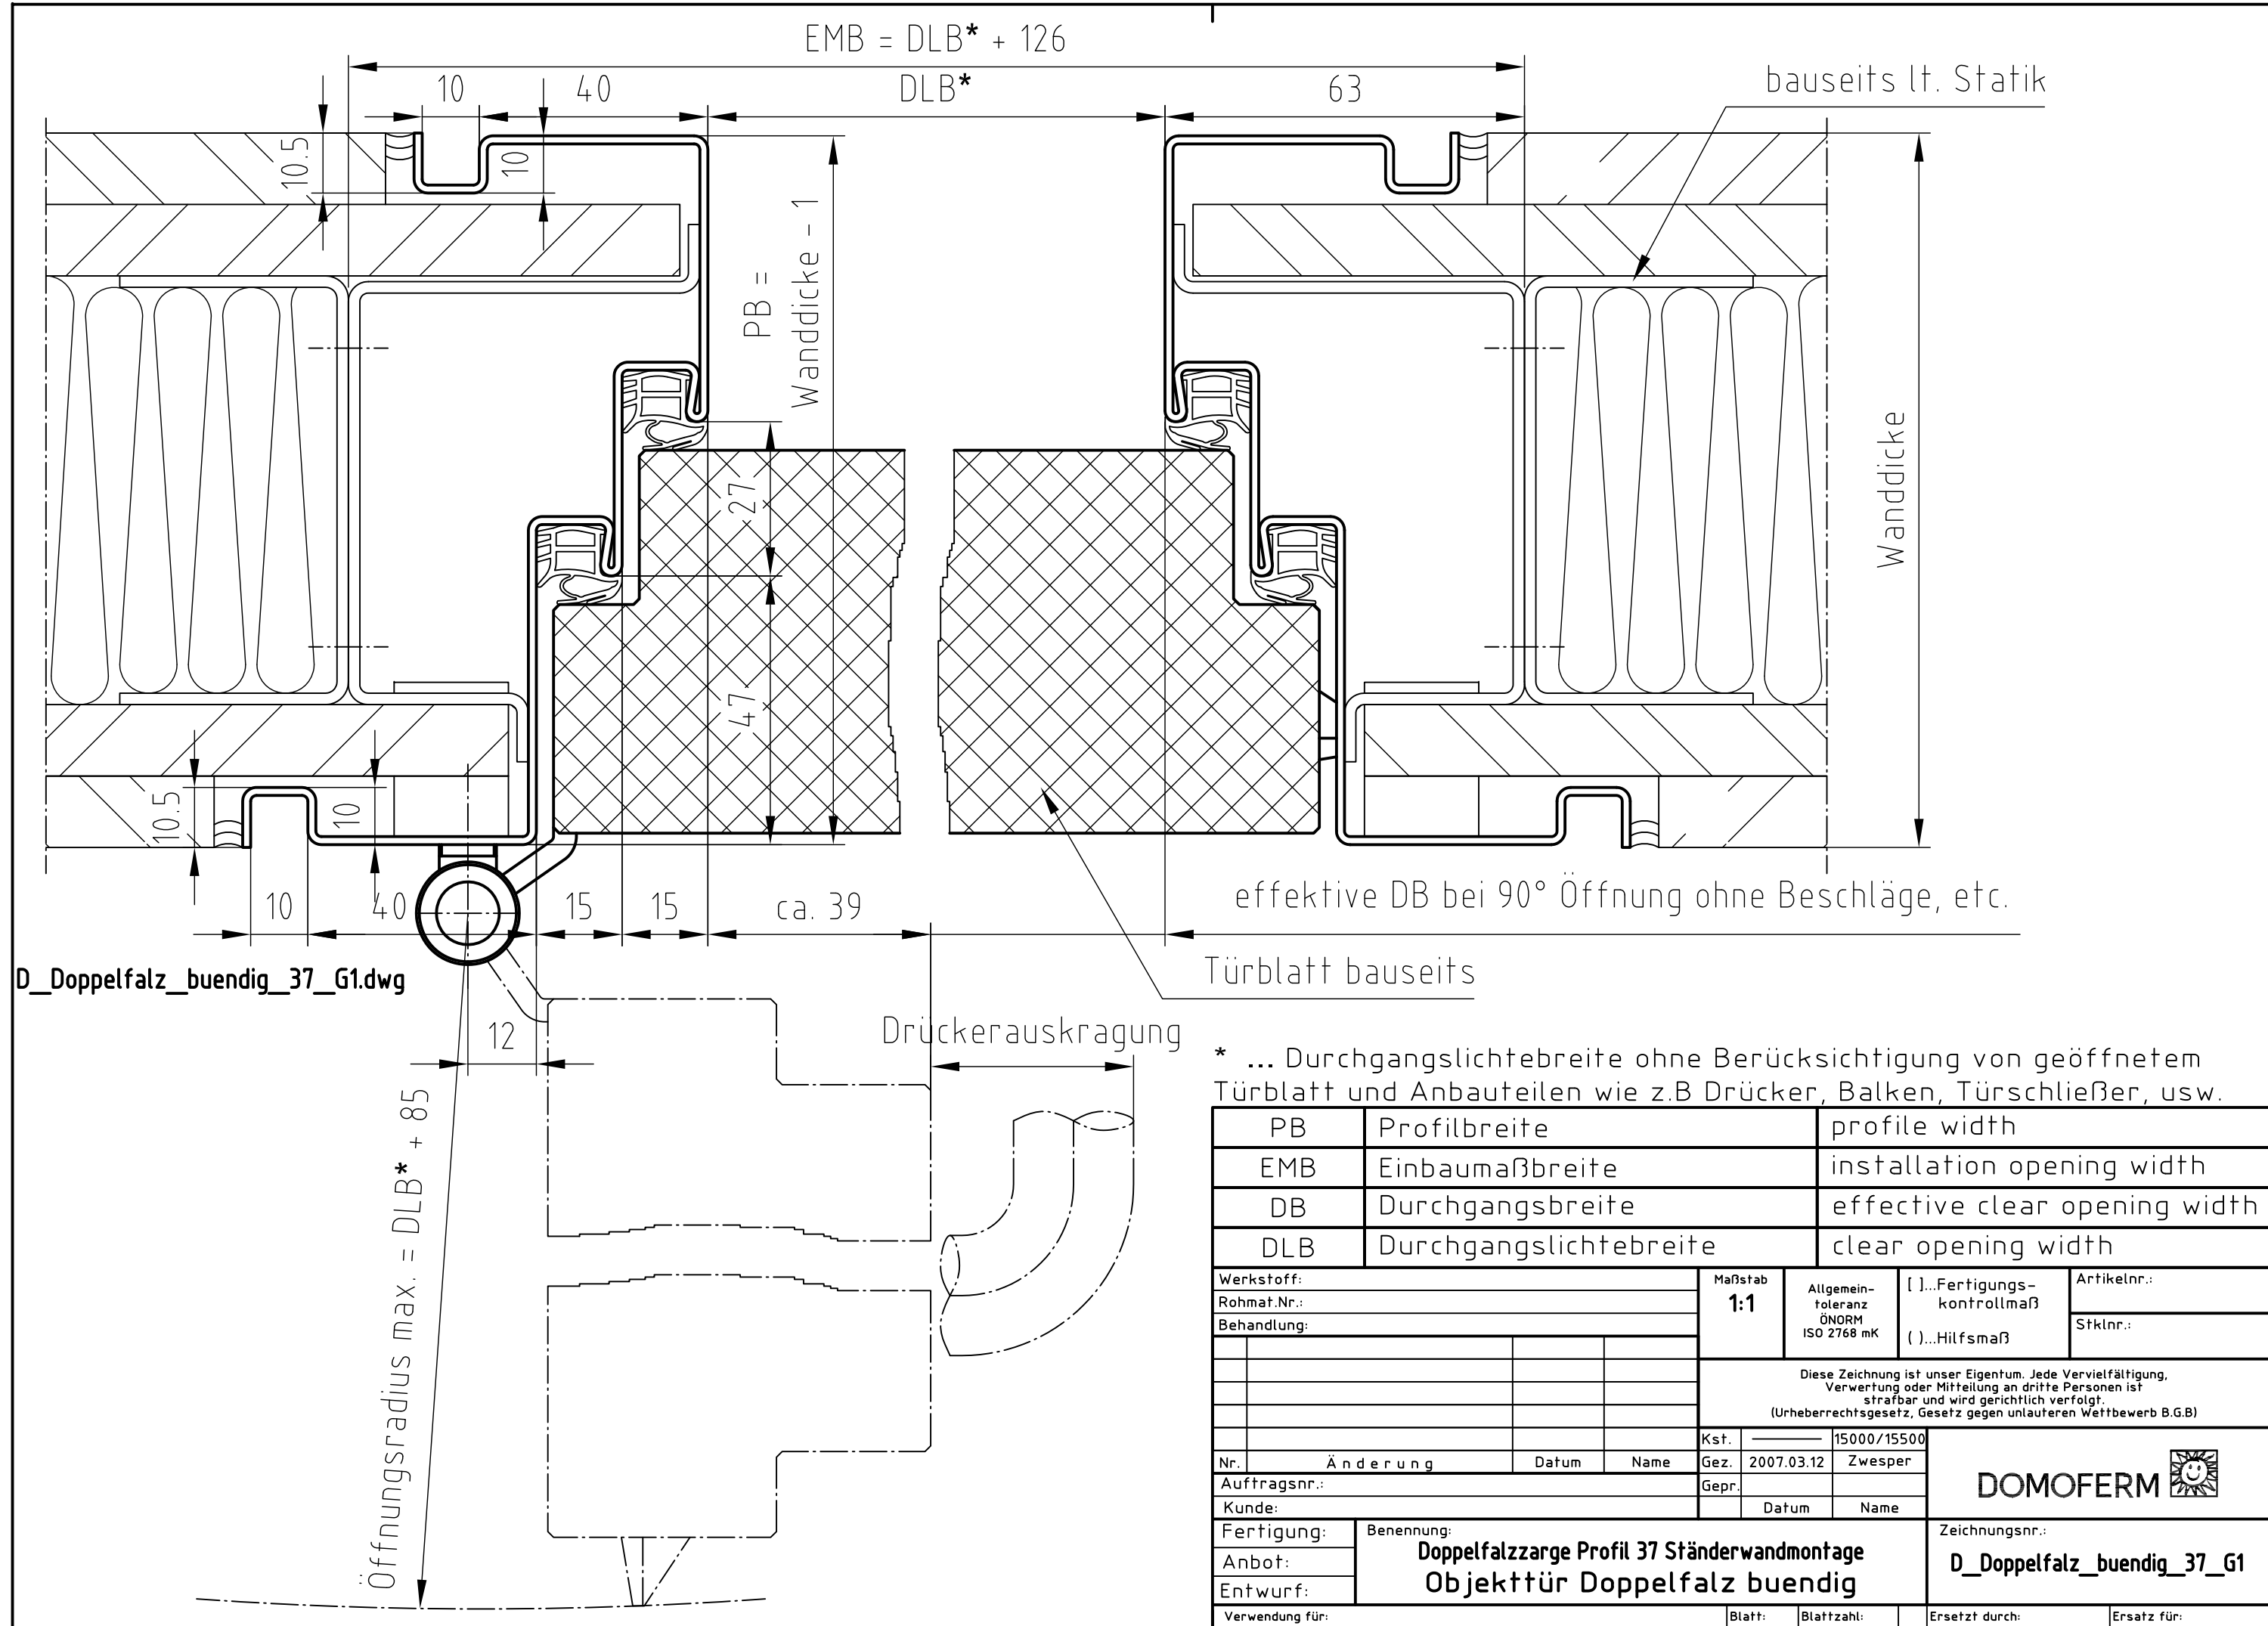 EMB = DLB* + 126
10
40
DLB*
63
bauseits lt. Statik
10.5
10
PB =
Wanddicke - 1
Wanddicke
27
47
10.5
10
10
40
15
15
ca. 39
effektive DB bei 90° Öffnung ohne Beschläge, etc.
D_Doppelfalz_buendig_37_G1.dwg
Türblatt bauseits
12
Drückerauskragung
Öffnungsradius max. = DLB* + 85
* ... Durchgangslichtebreite ohne Berücksichtigung von geöffnetem
Türblatt und Anbauteilen wie z.B Drücker, Balken, Türschließer, usw.
PB Profilbreite profile width
EMB Einbaumaßbreite installation opening width
DB Durchgangsbreite effective clear opening width
DLB Durchgangslichtebreite clear opening width
Werkstoff:
Rohmat.Nr.:
Behandlung:
Maßstab
1:1
Allgemein-
toleranz
ÖNORM
ISO 2768 mK
[ ]...Fertigungs-
kontrollmaß
( )...Hilfsmaß
Artikelnr.:
Stklnr.:
Diese Zeichnung ist unser Eigentum. Jede Vervielfältigung,
Verwertung oder Mitteilung an dritte Personen ist
strafbar und wird gerichtlich verfolgt.
(Urheberrechtsgesetz, Gesetz gegen unlauteren Wettbewerb B.G.B)
Kst. 15000/15500
Nr. Änderung Datum Name
Gez. 2007.03.12 Zwesper
Gepr.
Datum Name
Auftragsnr.:
Kunde:
DOMOFERM
Fertigung:
Anbot:
Entwurf:
Benennung:
Doppelfalzzarge Profil 37 Ständerwandmontage
Objekttür Doppelfalz buendig
Zeichnungsnr.:
D_Doppelfalz_buendig_37_G1
Verwendung für: Blatt: Blattzahl: Ersetzt durch: Ersatz für: